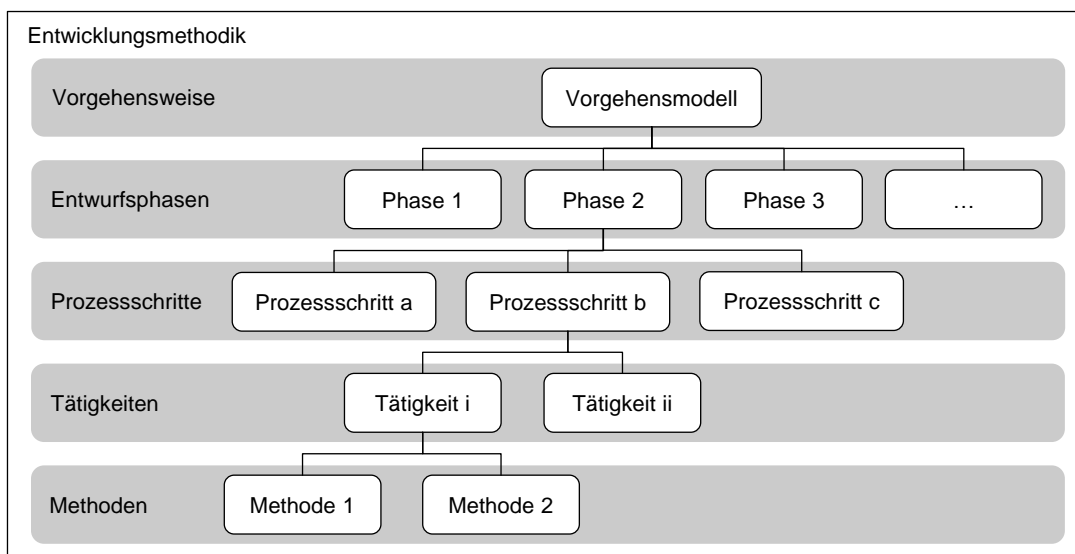 Entwicklungsmethodik
Vorgehensweise
Vorgehensmodell
Entwurfsphasen
Phase 1
Phase 2
Phase 3
…
Prozessschritte
Prozessschritt a
Prozessschritt b
Prozessschritt c
Tätigkeiten
Tätigkeit i
Tätigkeit ii
Methoden
Methode 1
Methode 2